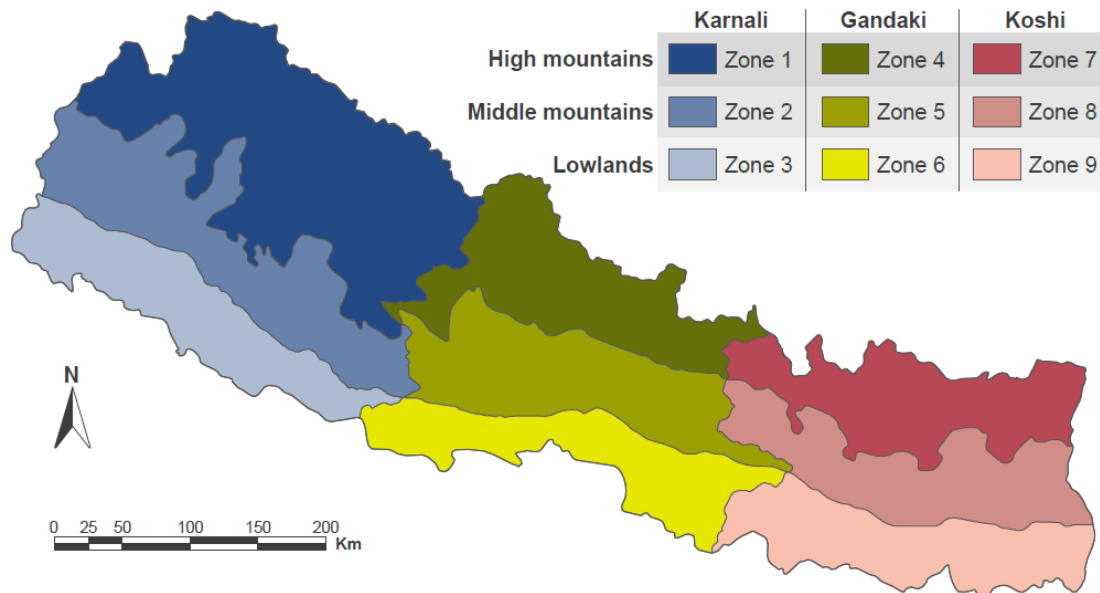 Karnali Gandaki Koshi
High mountains Zone 1 Zone 4 Zone 7
Middle mountains Zone 2 Zone 5 Zone 8
Lowlands Zone 3 Zone 6 Zone 9
N
0 25 50 100 150 200
Km